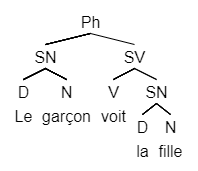 Ph
SN SV
D N V SN
Le garçon voit
D N
la fille